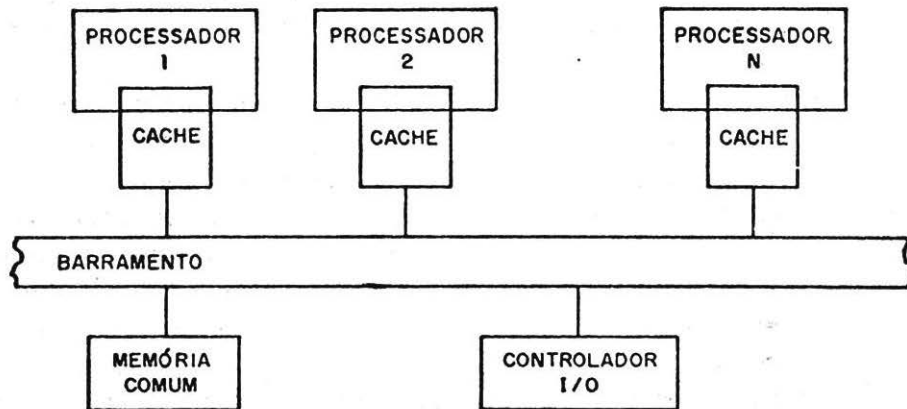 PROCESSADOR
1
PROCESSADOR
2
PROCESSADOR
N
CACHE
CACHE
CACHE
BARRAMENTO
MEMÓRIA
COMUM
CONTROLADOR
I/O